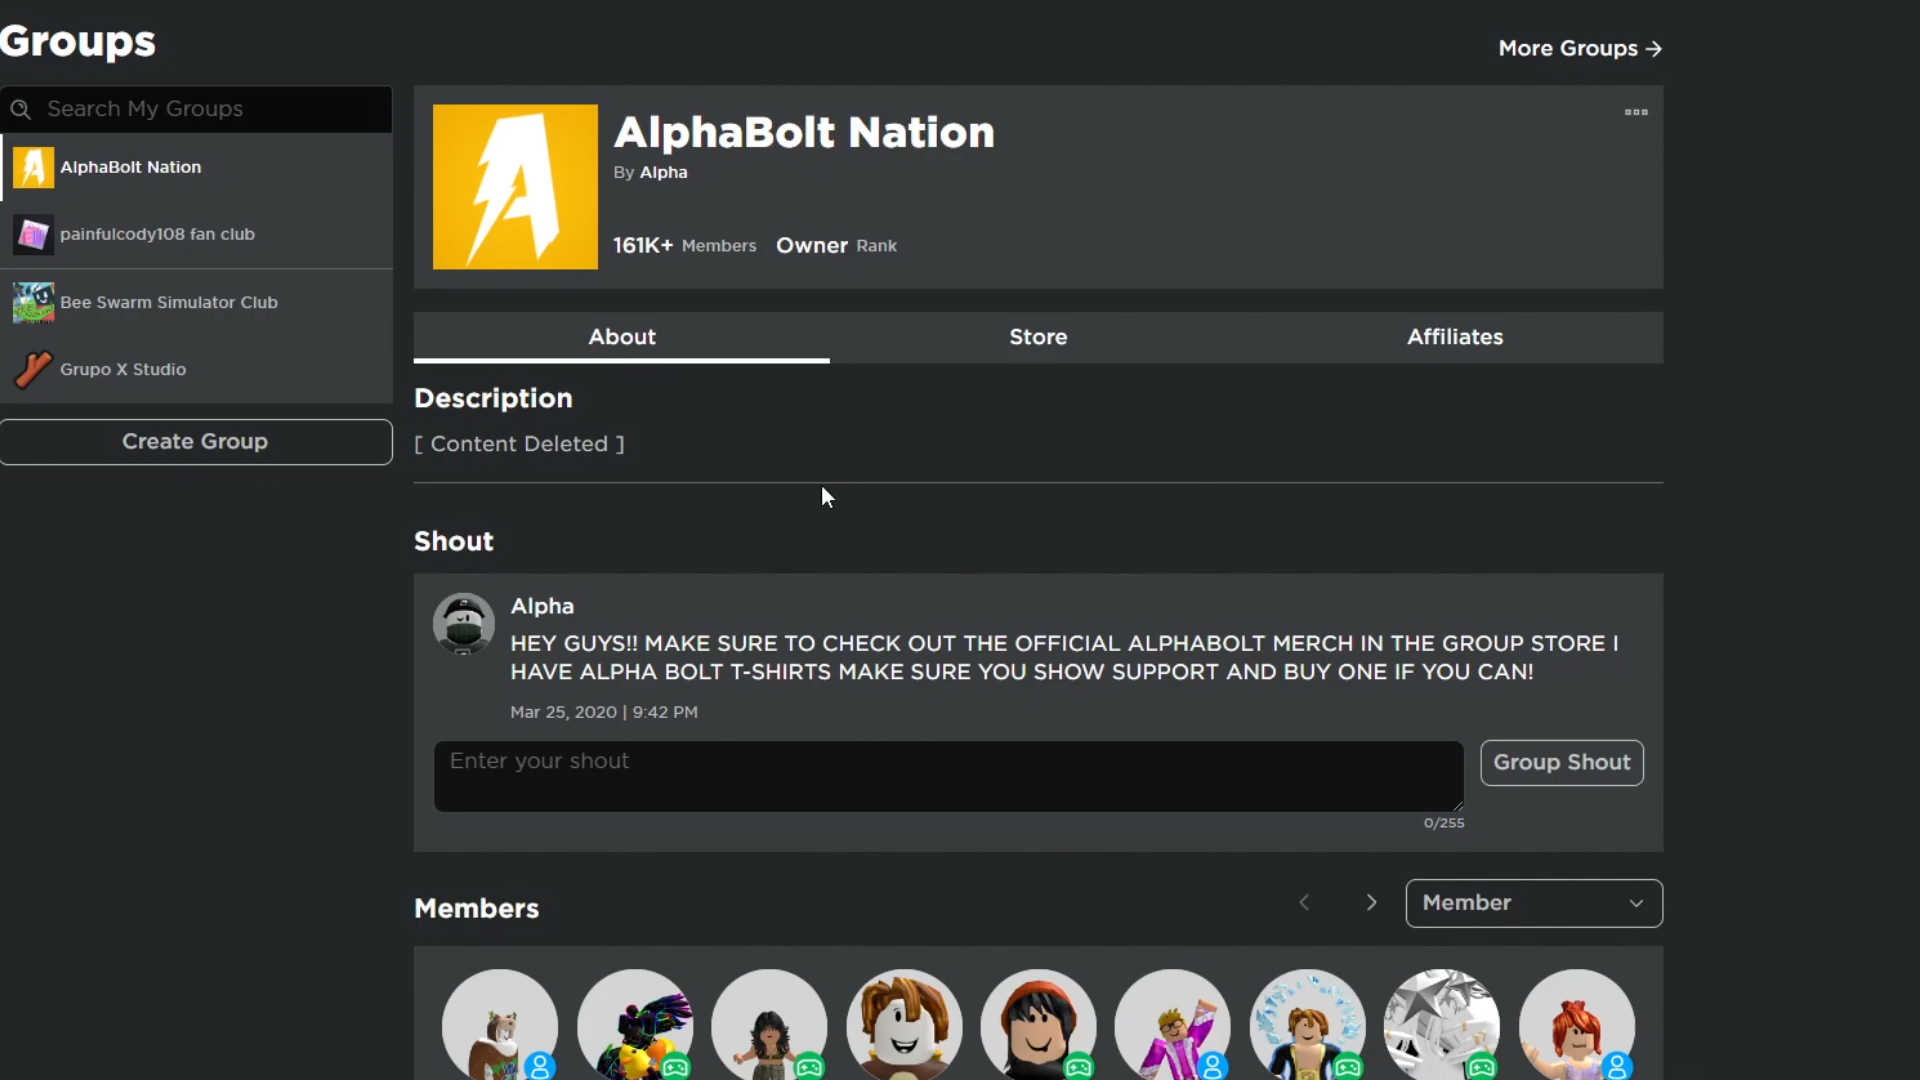 Groups
More Groups →
Search My Groups
AlphaBolt Nation
painfulcody108 fan club
Bee Swarm Simulator Club
Grupo X Studio
Create Group
A
AlphaBolt Nation
By Alpha
161K+ Members Owner Rank
About Store Affiliates
Description
[ Content Deleted ]
Shout
Alpha
HEY GUYS!! MAKE SURE TO CHECK OUT THE OFFICIAL ALPHABOLT MERCH IN THE GROUP STORE I
HAVE ALPHA BOLT T-SHIRTS MAKE SURE YOU SHOW SUPPORT AND BUY ONE IF YOU CAN!
Mar 25, 2020 | 9:42 PM
Enter your shout
Group Shout
0/255
Members
Member